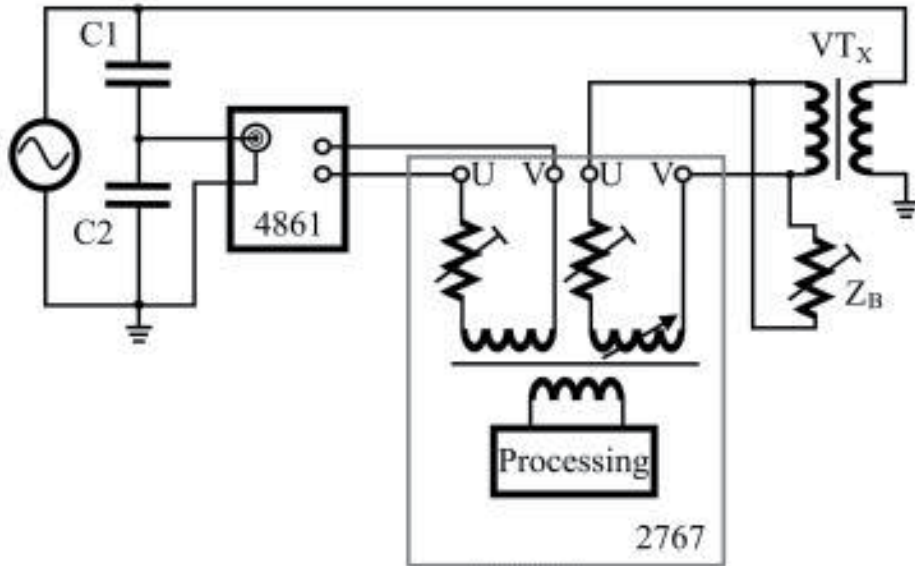 C1
VTX
U
V
U
V
C2
4861
ZB
Processing
2767